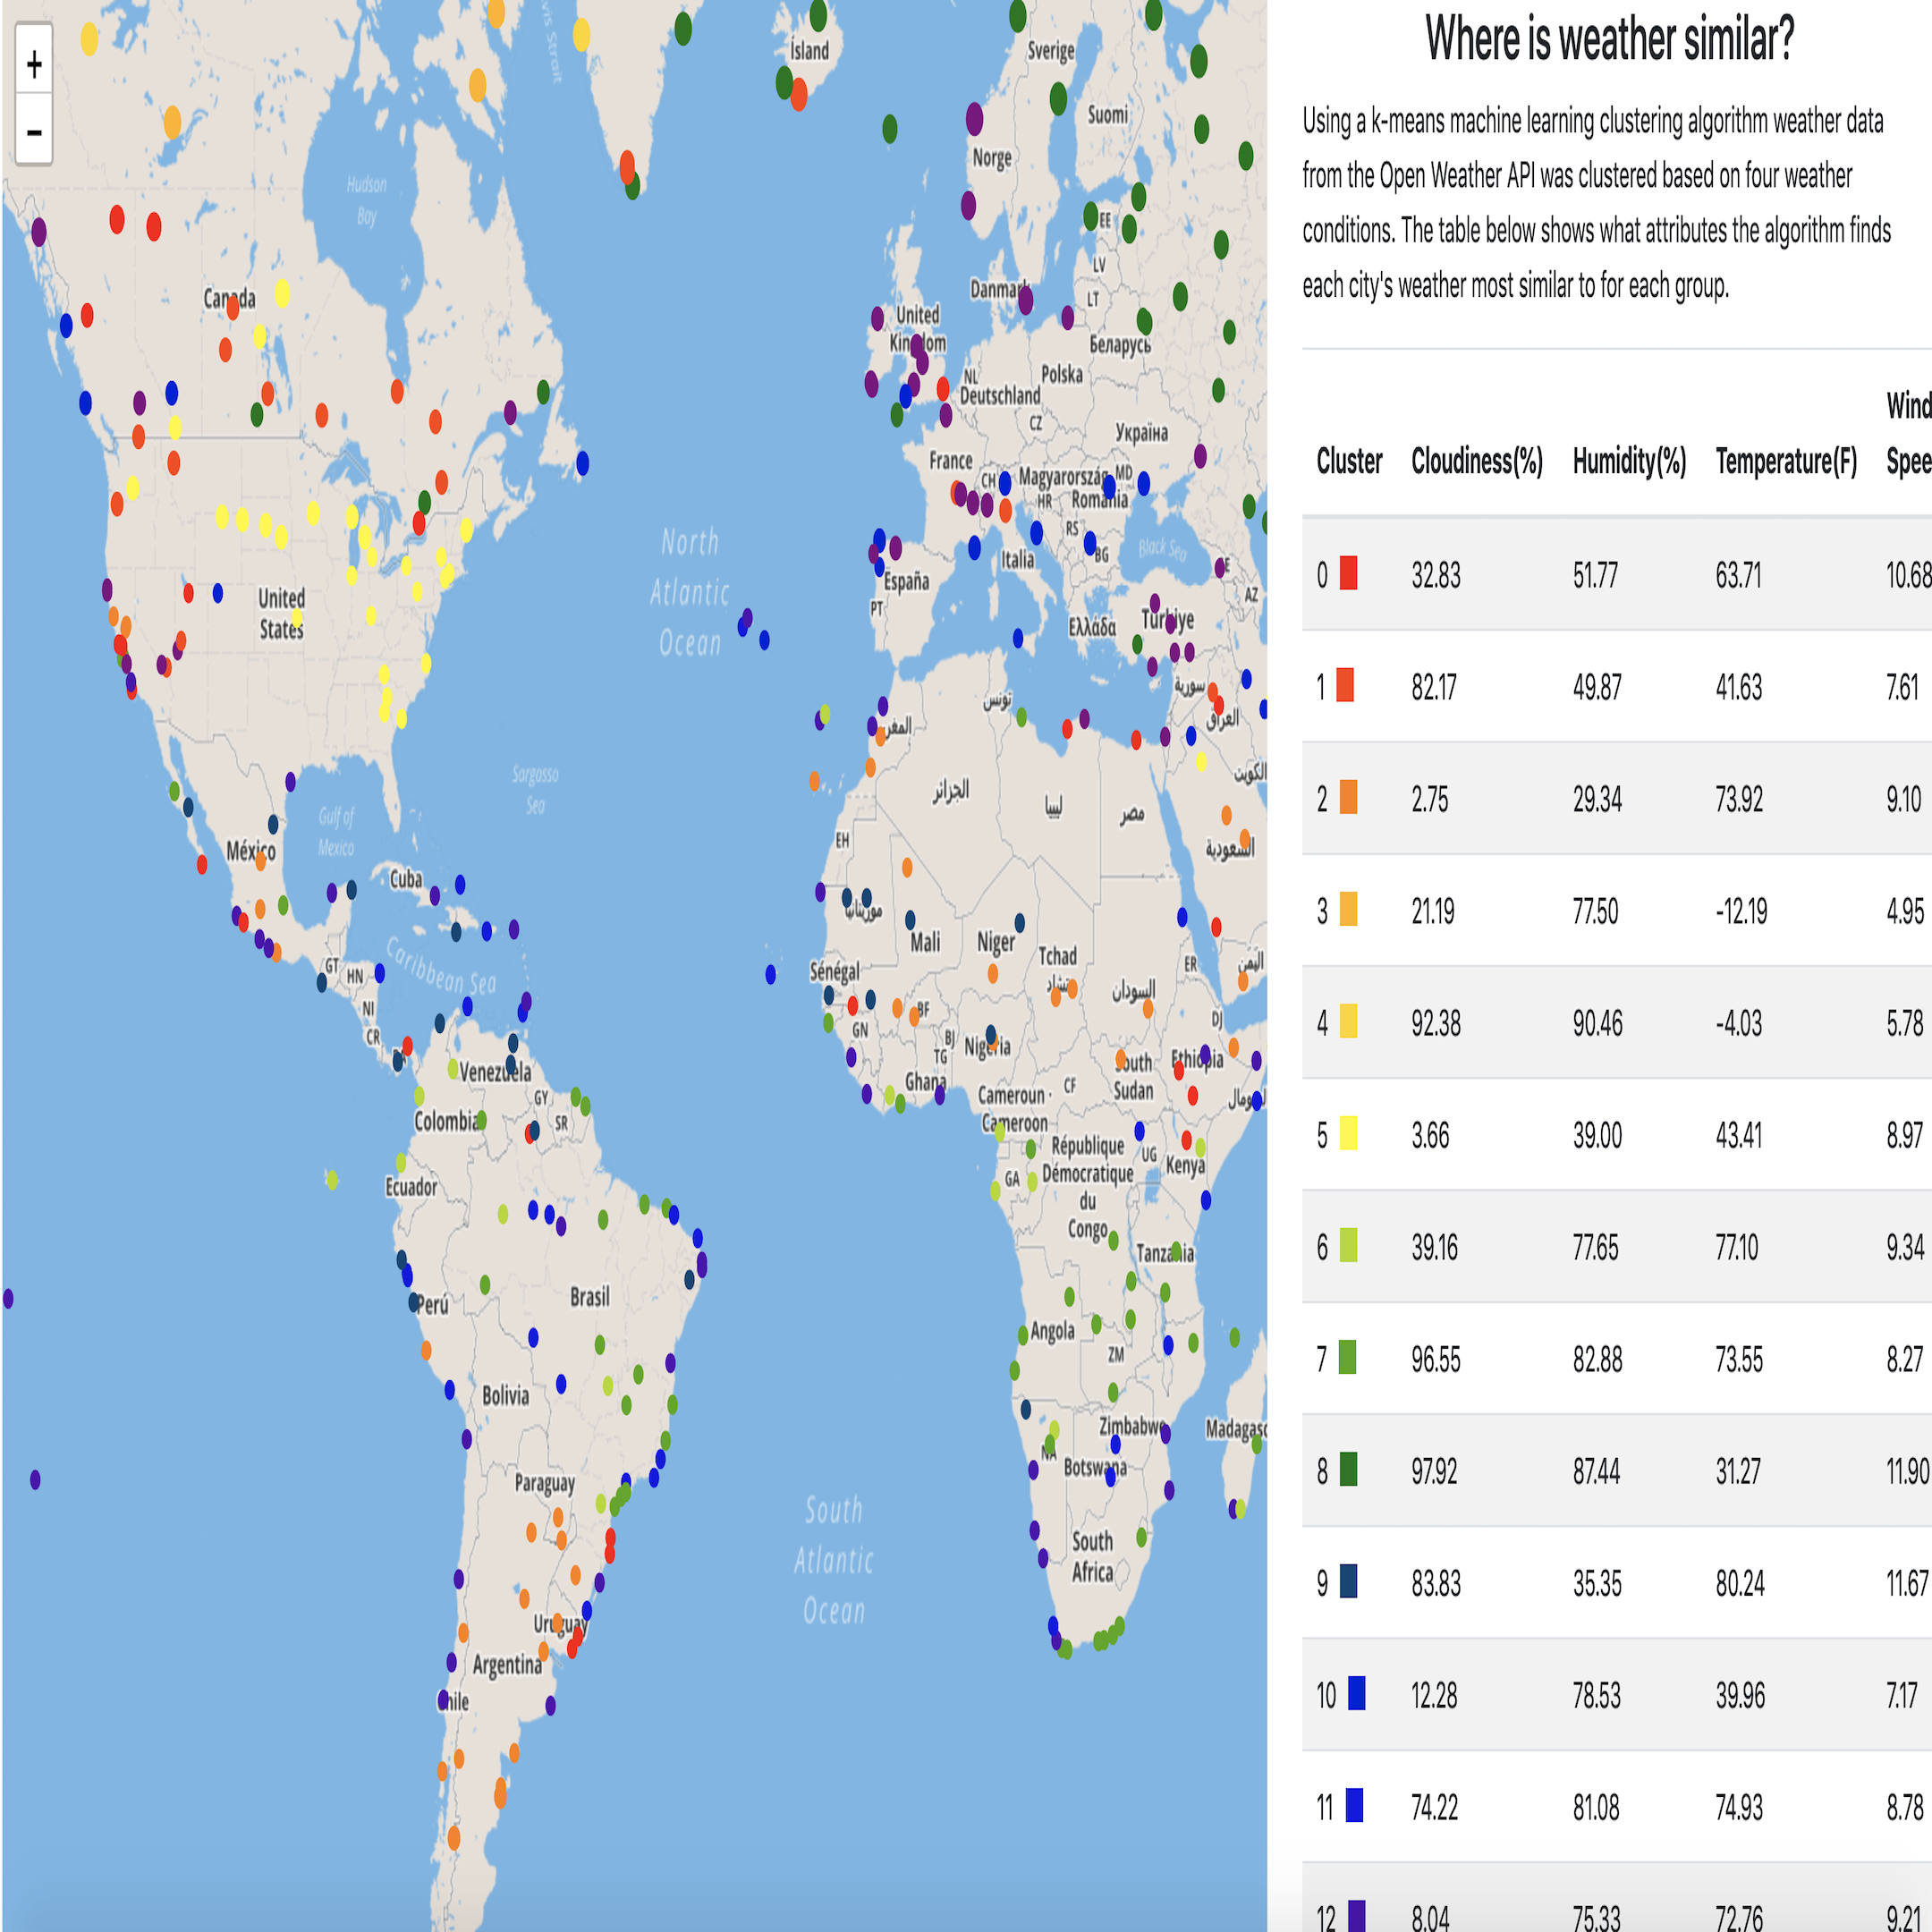 +
−
Davis Strait
Ísland
Sverige
Suomi
Norge
Hudson
Bay
EE
LV
LT
Canada
Danmark
United
Kingdom
Беларусь
NL
Polska
Deutschland
CZ
Україна
France
CH
Magyarország
MD
HR
România
RS
BG
Black Sea
Italia
España
PT
Ελλάδα
Türkiye
AZ
North
Atlantic
Ocean
United
States
تونس
سورية
العراق
المغرب
Sargasso
Sea
الجزائر
ليبيا
مصر
الكويت
السعودية
Gulf of
Mexico
México
EH
Cuba
موريتانيا
Mali
Niger
Tchad
تشاد
السودان
ER
اليمن
Caribbean Sea
GT
HN
NI
CR
PA
Sénégal
BF
GN
BJ
TG
Nigeria
DJ
Ethiopia
South
Sudan
Ghana
CF
Cameroun -
Cameroon
Venezuela
GY
SR
Colombia
République
Démocratique
du
Congo
UG
Kenya
GA
Ecuador
Tanzania
Perú
Brasil
Angola
ZM
Bolivia
Zimbabwe
Madagasc
NA
Botswana
Paraguay
South
Atlantic
Ocean
South
Africa
Uruguay
Argentina
Chile
Where is weather similar?
Using a k-means machine learning clustering algorithm weather data
from the Open Weather API was clustered based on four weather
conditions. The table below shows what attributes the algorithm finds
each city's weather most similar to for each group.
Wind
Cluster Cloudiness(%) Humidity(%) Temperature(F) Spee
0 32.83 51.77 63.71 10.68
1 82.17 49.87 41.63 7.61
2 2.75 29.34 73.92 9.10
3 21.19 77.50 -12.19 4.95
4 92.38 90.46 -4.03 5.78
5 3.66 39.00 43.41 8.97
6 39.16 77.65 77.10 9.34
7 96.55 82.88 73.55 8.27
8 97.92 87.44 31.27 11.90
9 83.83 35.35 80.24 11.67
10 12.28 78.53 39.96 7.17
11 74.22 81.08 74.93 8.78
12 8.04 75.33 72.76 9.21